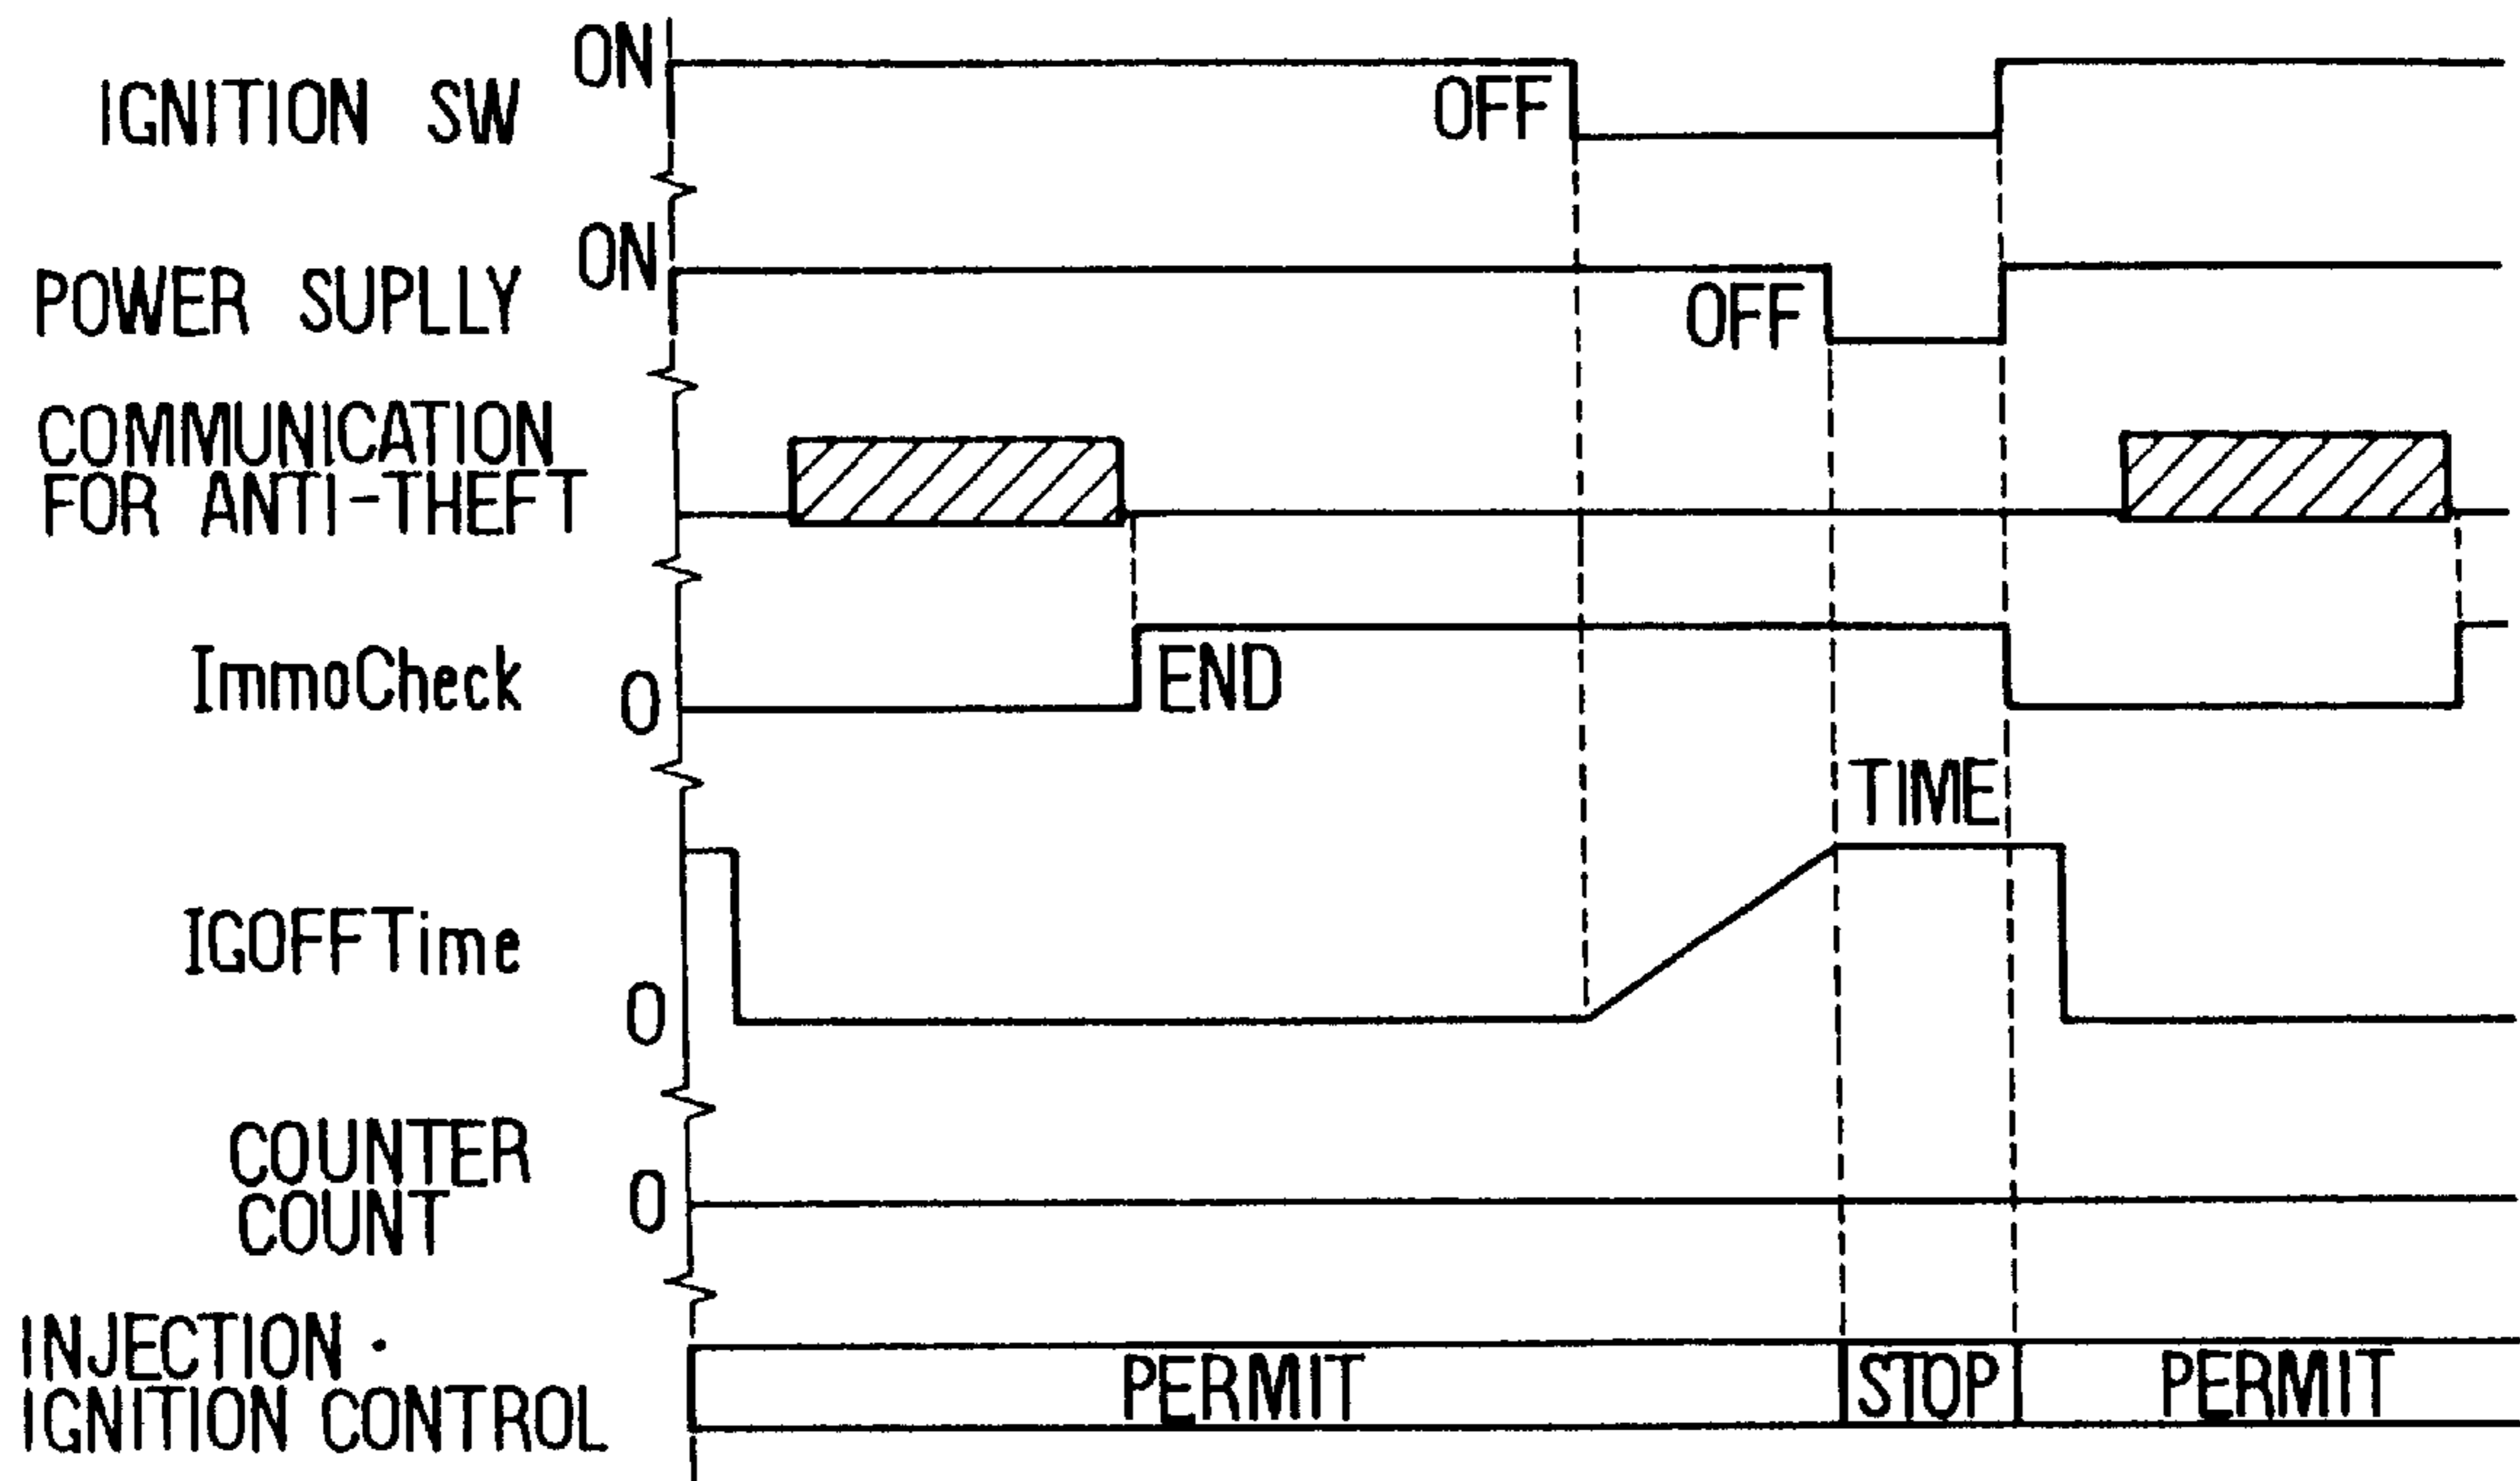 ON
IGNITION SW
OFF
ON
POWER SUPLLY
OFF
COMMUNICATION
FOR ANTI-THEFT
ImmoCheck
0
END
TIME
IGOFFTime
0
COUNTER
COUNT
0
INJECTION ·
IGNITION CONTROL
PERMIT
STOP
PERMIT